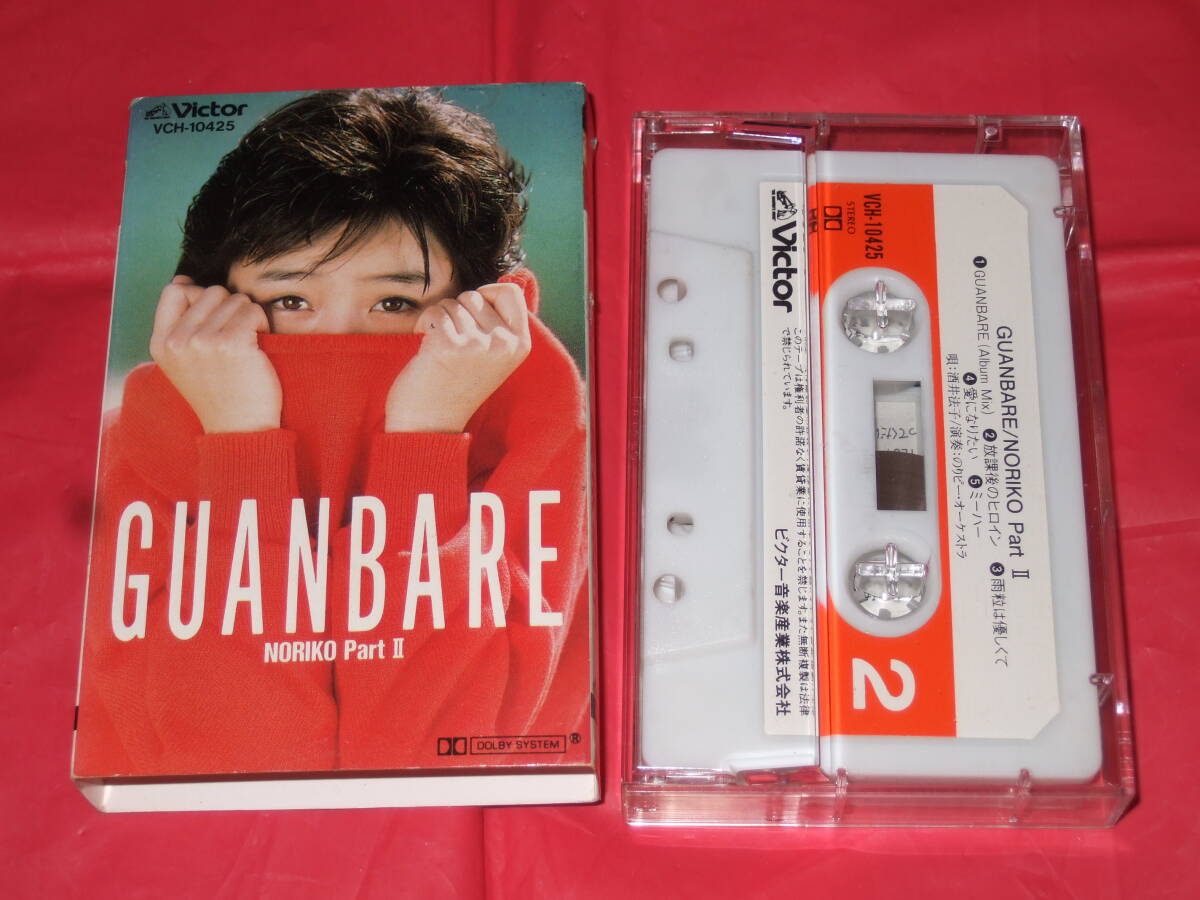 Victor
VCH-10425
GUANBARE
NORIKO Part Ⅱ
DOLBY SYSTEM ®
GUANBARE/NORIKO Part Ⅱ
①GUANBARE (Album Mix) ②放課後のヒロイン ③雨粒は優しくて
④愛になりたい ⑤ミーハー
唄:酒井法子/演奏:のりピー・オーケストラ
VCH-10425
STEREO
2
Victor
このテープは権利者の許諾なく賃貸業に使用することを禁じます。また無断複製は法律
で禁じられています。
ビクター音楽産業株式会社